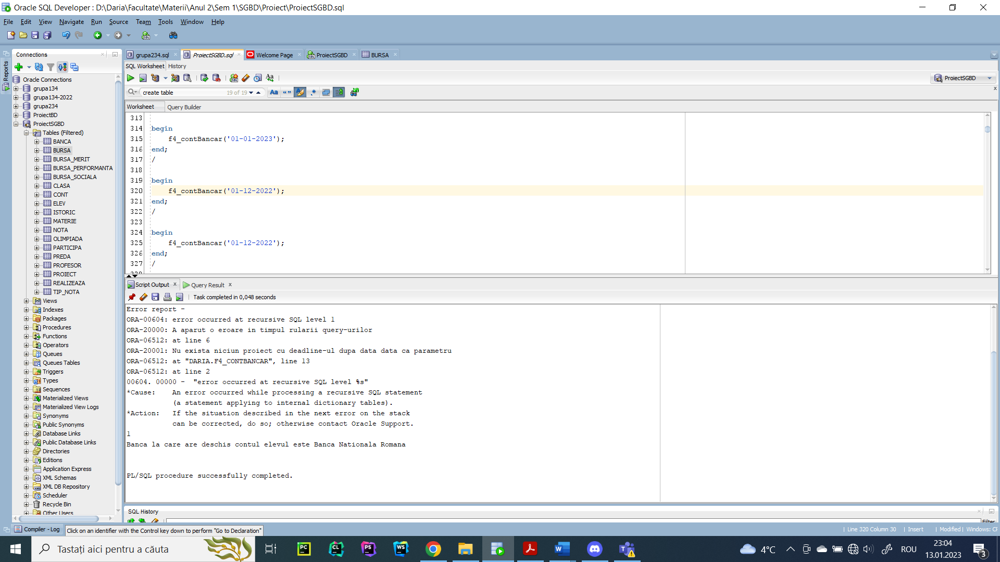 Oracle SQL Developer : D:\Daria\Facultate\Materii\Anul 2\Sem 1\SGBD\Proiect\ProiectSGBD.sql
File Edit View Navigate Run Source Team Tools Window Help
Connections
grupa234.sql
ProiectSGBD.sql
Welcome Page
ProiectSGBD
BURSA
Reports
SQL Worksheet History
ProiectSGBD
create table 19 of 19
Worksheet Query Builder
Oracle Connections
grupa134
grupa134-2022
grupa234
ProiectBD
ProiectSGBD
Tables (Filtered)
BANCA
BURSA
BURSA_MERIT
BURSA_PERFORMANTA
BURSA_SOCIALA
CLASA
CONT
ELEV
ISTORIC
MATERIE
NOTA
OLIMPIADA
PARTICIPA
PREDA
PROFESOR
PROIECT
REALIZEAZA
TIP_NOTA
Views
Indexes
Packages
Procedures
Functions
Operators
Queues
Queues Tables
Triggers
Types
Sequences
Materialized Views
Materialized View Logs
Synonyms
Public Synonyms
Database Links
Public Database Links
Directories
Editions
Application Express
XML Schemas
XML DB Repository
Scheduler
Recycle Bin
Other Users
313
314 begin
315 f4_contBancar('01-01-2023');
316 end;
317 /
318
319 begin
320 f4_contBancar('01-12-2022');
321 end;
322 /
323
324 begin
325 f4_contBancar('01-12-2022');
326 end;
327 /
328
Script Output Query Result
Task completed in 0,048 seconds
Error report -
ORA-00604: error occurred at recursive SQL level 1
ORA-20000: A aparut o eroare in timpul rularii query-urilor
ORA-06512: at line 6
ORA-20001: Nu exista niciun proiect cu deadline-ul dupa data data ca parametru
ORA-06512: at "DARIA.F4_CONTBANCAR", line 13
ORA-06512: at line 2
00604. 00000 - "error occurred at recursive SQL level %s"
*Cause: An error occurred while processing a recursive SQL statement
(a statement applying to internal dictionary tables).
*Action: If the situation described in the next error on the stack
can be corrected, do so; otherwise contact Oracle Support.
1
Banca la care are deschis contul elevul este Banca Nationala Romana
PL/SQL procedure successfully completed.
SQL History
Filter
Compiler - Log
Click on an identifier with the Control key down to perform "Go to Declaration"
Line 320 Column 30 Insert Modified Windows: CF
Tastați aici pentru a căuta
4°C
ROU
23:04
13.01.2023
3